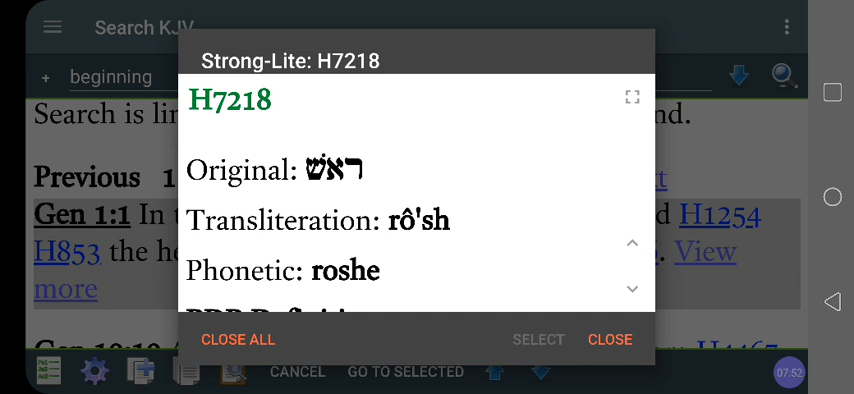 Search KJV
Strong-Lite: H7218
+ beginning
H7218
Search is
nd.
Original: ראשׁ
Previous 1
Gen 1:1 In
Transliteration: rô'sh
H1254
H853 the
Phonetic: roshe
View
more
BDB
CLOSE ALL
SELECT
CLOSE
Gen 10:10
CANCEL
GO TO SELECTED
07:52